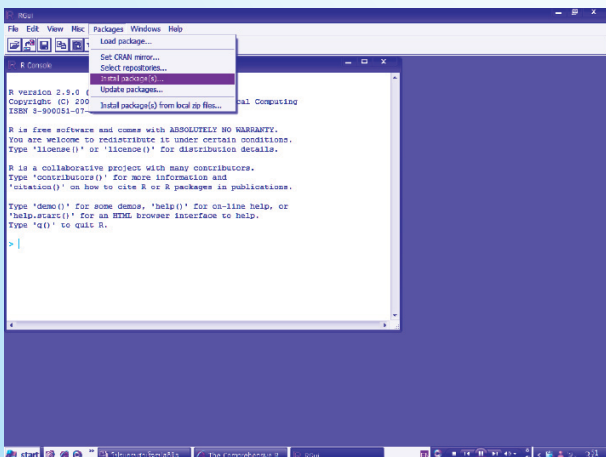 RGui
File Edit View Misc Packages Windows Help
Load package...
Set CRAN mirror...
Select repositories...
Install package(s)...
Update packages...
Install package(s) from local zip files...
R Console
R version 2.9.0 (
Copyright (C) 200 cal Computing
ISBN 3-900051-07-
R is free software and comes with ABSOLUTELY NO WARRANTY.
You are welcome to redistribute it under certain conditions.
Type 'license()' or 'licence()' for distribution details.
R is a collaborative project with many contributors.
Type 'contributors()' for more information and
'citation()' on how to cite R or R packages in publications.
Type 'demo()' for some demos, 'help()' for on-line help, or
'help.start()' for an HTML browser interface to help.
Type 'q()' to quit R.
>
start The Comprehensive R RGui